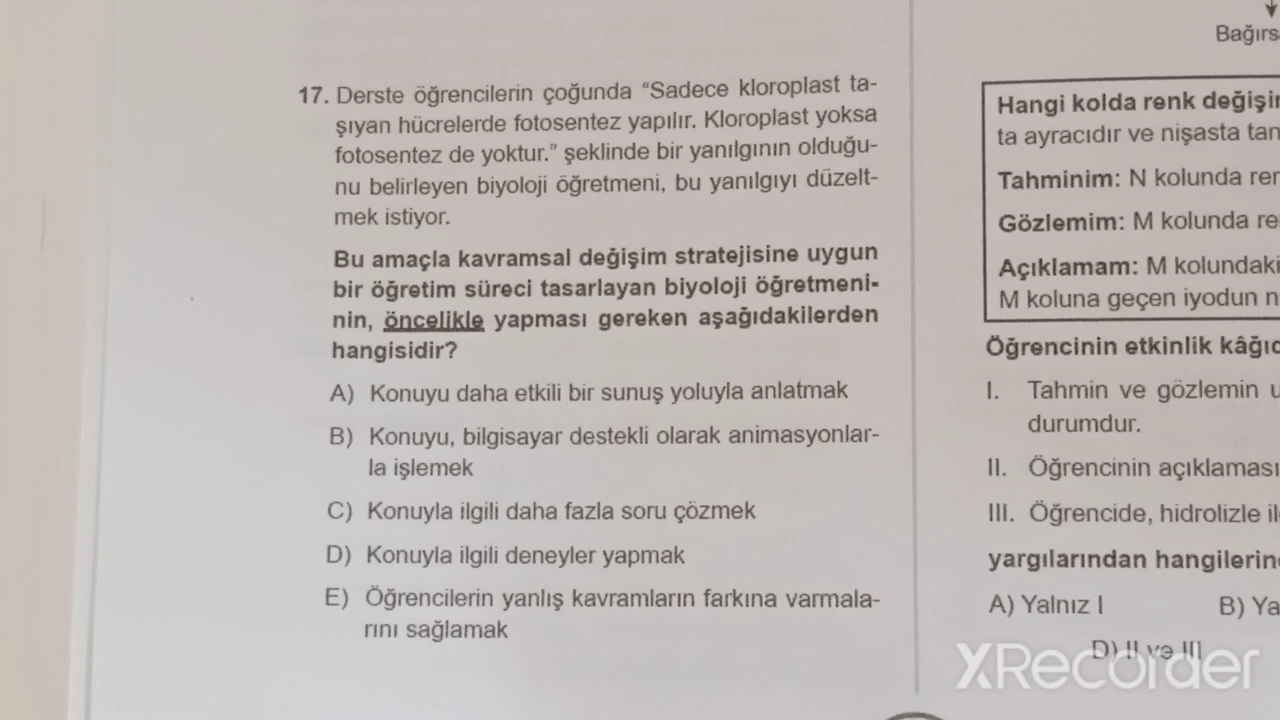 17. Derste öğrencilerin çoğunda "Sadece kloroplast ta-
şıyan hücrelerde fotosentez yapılır. Kloroplast yoksa
fotosentez de yoktur." şeklinde bir yanılgının olduğu-
nu belirleyen biyoloji öğretmeni, bu yanılgıyı düzelt-
mek istiyor.
Bu amaçla kavramsal değişim stratejisine uygun
bir öğretim süreci tasarlayan biyoloji öğretmeni-
nin, öncelikle yapması gereken aşağıdakilerden
hangisidir?
A) Konuyu daha etkili bir sunuş yoluyla anlatmak
B) Konuyu, bilgisayar destekli olarak animasyonlar-
la işlemek
C) Konuyla ilgili daha fazla soru çözmek
D) Konuyla ilgili deneyler yapmak
E) Öğrencilerin yanlış kavramların farkına varmala-
rını sağlamak
Bağırs
Hangi kolda renk değişi
ta ayracıdır ve nişasta tan
Tahminim: N kolunda ren
Gözlemim: M kolunda re
Açıklamam: M kolundaki
M koluna geçen iyodun n
Öğrencinin etkinlik kâğıd
I. Tahmin ve gözlemin u
durumdur.
II. Öğrencinin açıklaması
III. Öğrencide, hidrolizle il
yargılarından hangilerin
A) Yalnız I B) Ya
D) II ve III
XRecorder